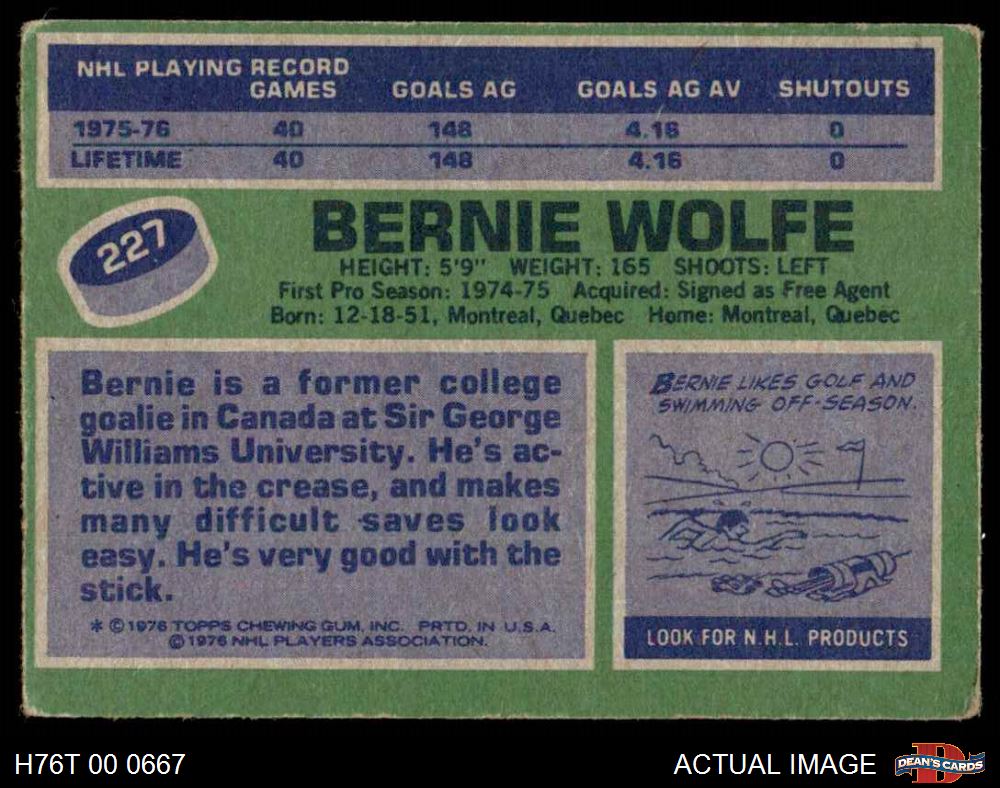 NHL PLAYING RECORD
GAMES GOALS AG GOALS AG AV SHUTOUTS
1975-76 40 148 4.16 0
LIFETIME 40 148 4.16 0
227
BERNIE WOLFE
HEIGHT: 5'9" WEIGHT: 165 SHOOTS: LEFT
First Pro Season: 1974-75 Acquired: Signed as Free Agent
Born: 12-18-51, Montreal, Quebec Home: Montreal, Quebec
Bernie is a former college
goalie in Canada at Sir George
Williams University. He's ac-
tive in the crease, and makes
many difficult saves look
easy. He's very good with the
stick.
* © 1976 TOPPS CHEWING GUM, INC. PRTD. IN U.S.A.
© 1976 NHL PLAYERS ASSOCIATION.
BERNIE LIKES GOLF AND
SWIMMING OFF-SEASON.
LOOK FOR N.H.L. PRODUCTS
H76T 00 0667
ACTUAL IMAGE
D
DEAN'S CARDS